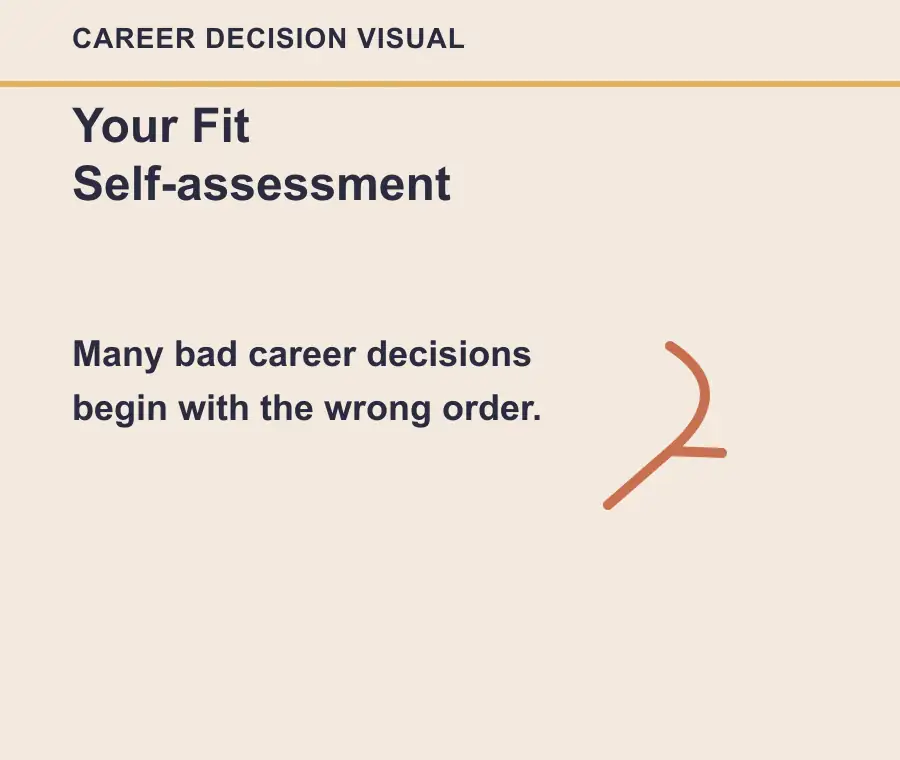 CAREER DECISION VISUAL
Your Fit
Self-assessment
Many bad career decisions
begin with the wrong order.